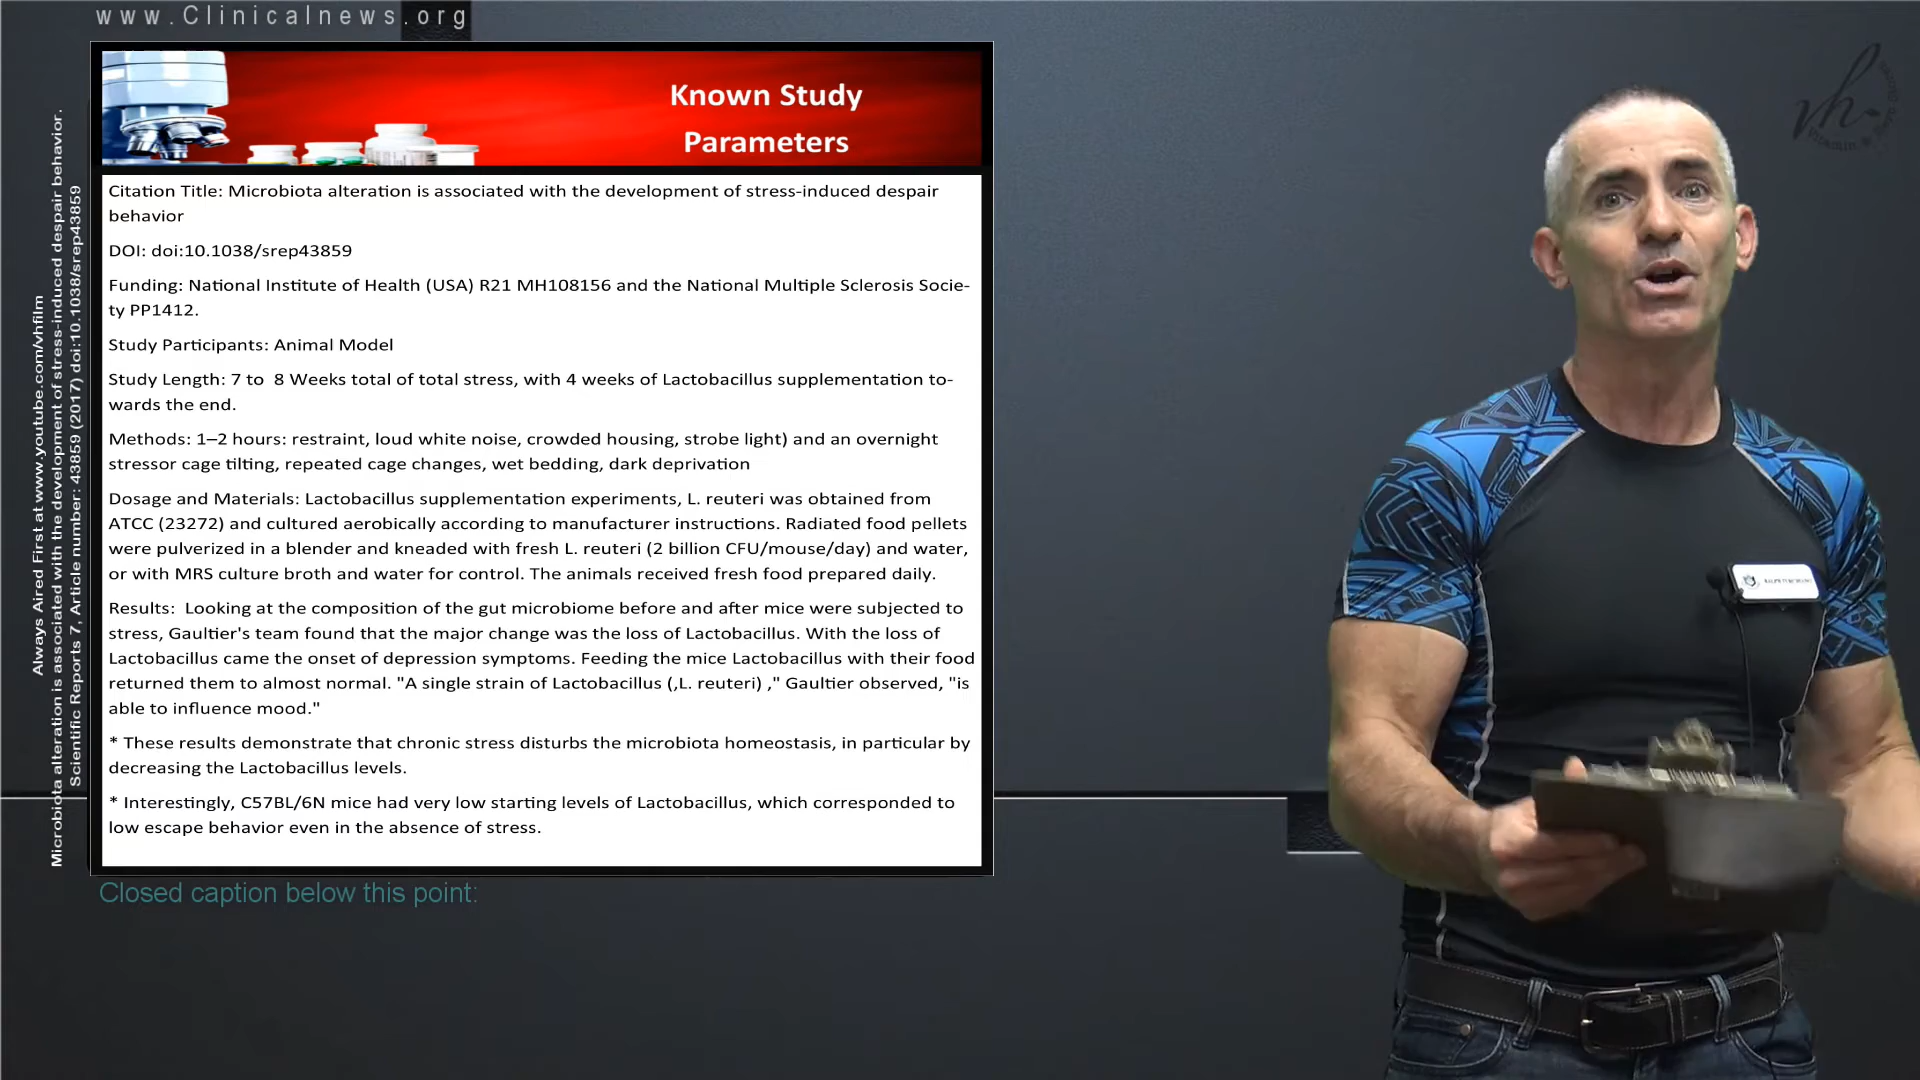 www.Clinicalnews.org
Known Study
Parameters
Citation Title: Microbiota alteration is associated with the development of stress-induced despair
behavior
DOI: doi:10.1038/srep43859
Funding: National Institute of Health (USA) R21 MH108156 and the National Multiple Sclerosis Socie-
ty PP1412.
Study Participants: Animal Model
Study Length: 7 to  8 Weeks total of total stress, with 4 weeks of Lactobacillus supplementation to-
wards the end.
Methods: 1–2 hours: restraint, loud white noise, crowded housing, strobe light) and an overnight
stressor cage tilting, repeated cage changes, wet bedding, dark deprivation
Dosage and Materials: Lactobacillus supplementation experiments, L. reuteri was obtained from
ATCC (23272) and cultured aerobically according to manufacturer instructions. Radiated food pellets
were pulverized in a blender and kneaded with fresh L. reuteri (2 billion CFU/mouse/day) and water,
or with MRS culture broth and water for control. The animals received fresh food prepared daily.
Results:  Looking at the composition of the gut microbiome before and after mice were subjected to
stress, Gaultier's team found that the major change was the loss of Lactobacillus. With the loss of
Lactobacillus came the onset of depression symptoms. Feeding the mice Lactobacillus with their food
returned them to almost normal. "A single strain of Lactobacillus (,L. reuteri) ," Gaultier observed, "is
able to influence mood."
* These results demonstrate that chronic stress disturbs the microbiota homeostasis, in particular by
decreasing the Lactobacillus levels.
* Interestingly, C57BL/6N mice had very low starting levels of Lactobacillus, which corresponded to
low escape behavior even in the absence of stress.
Closed caption below this point:
Always Aired First at www.youtube.com/vhfilm
Microbiota alteration is associated with the development of stress-induced despair behavior.
Scientific Reports 7, Article number: 43859 (2017) doi:10.1038/srep43859
vh-
Vitamin